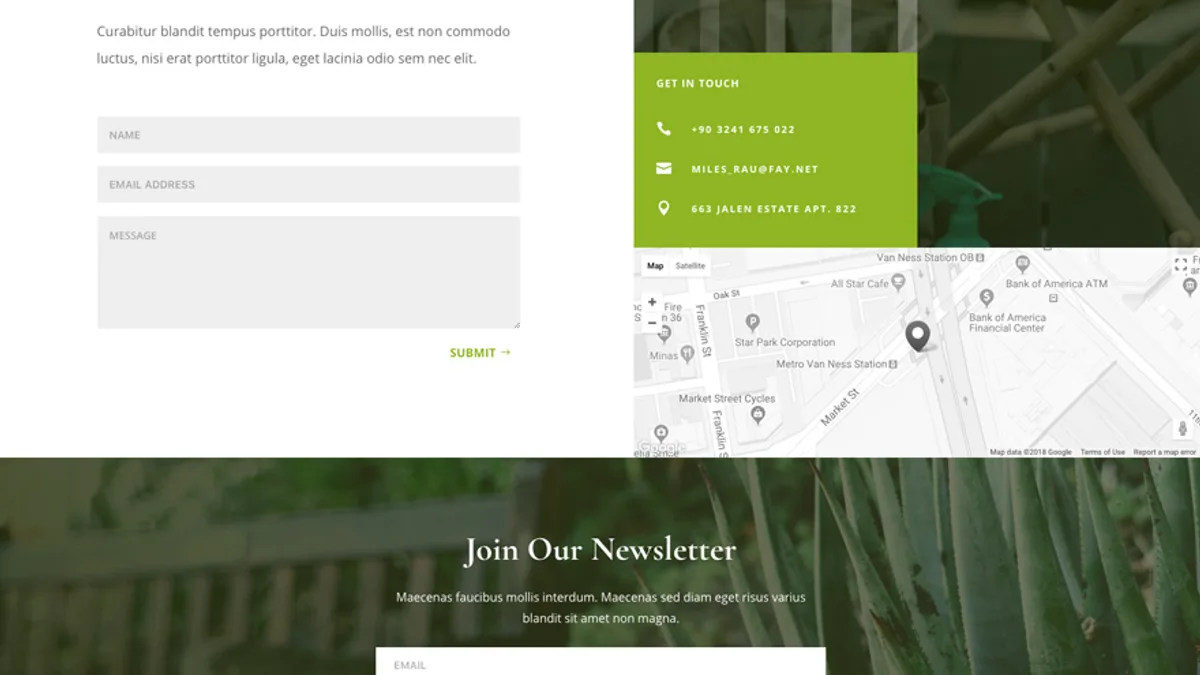 Curabitur blandit tempus porttitor. Duis mollis, est non commodo
luctus, nisi erat porttitor ligula, eget lacinia odio sem nec elit.
NAME
EMAIL ADDRESS
MESSAGE
SUBMIT →
GET IN TOUCH
+90 3241 675 022
MILES_RAU@FAY.NET
663 JALEN ESTATE APT. 822
Map Satellite
Van Ness Station OB
All Star Cafe
Bank of America ATM
Oak St
Fire
Station 36
Franklin St
Bank of America
Financial Center
Star Park Corporation
Minas
Metro Van Ness Station
Market Street Cycles
Market St
Franklin St
Google
Map data ©2018 Google Terms of Use Report a map error
Join Our Newsletter
Maecenas faucibus mollis interdum. Maecenas sed diam eget risus varius
blandit sit amet non magna.
EMAIL